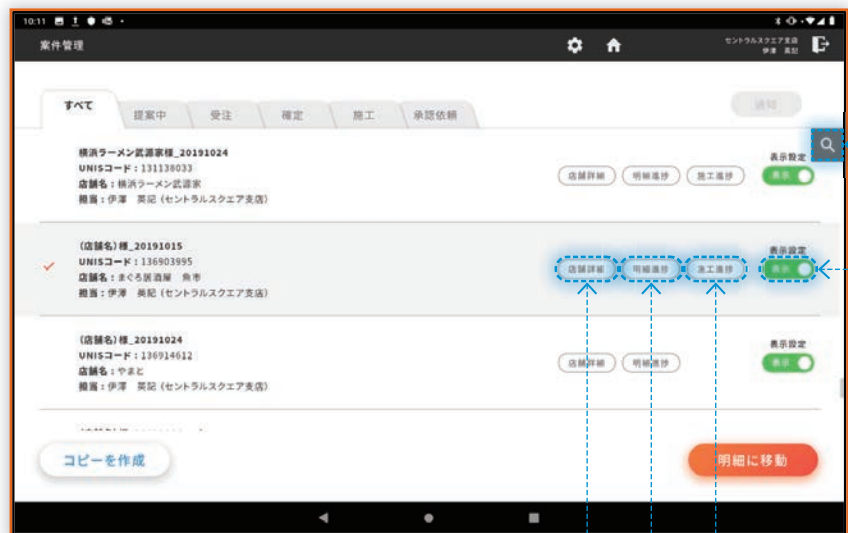 10:11
案件管理
セントラルスクエア支店
伊澤 英記
すべて
提案中
受注
確定
施工
承認依頼
通知
横浜ラーメン武源家様_20191024
UNISコード:131138033
店舗名:横浜ラーメン武源家
担当:伊澤 英記(セントラルスクエア支店)
店舗詳細
明細進捗
施工進捗
表示設定
表示
(店舗名)様_20191015
UNISコード:136903995
店舗名:まぐろ居酒屋 魚市
担当:伊澤 英記(セントラルスクエア支店)
店舗詳細
明細進捗
施工進捗
表示設定
表示
(店舗名)様_20191024
UNISコード:136914612
店舗名:やまと
担当:伊澤 英記(セントラルスクエア支店)
店舗詳細
明細進捗
表示設定
表示
コピーを作成
明細に移動